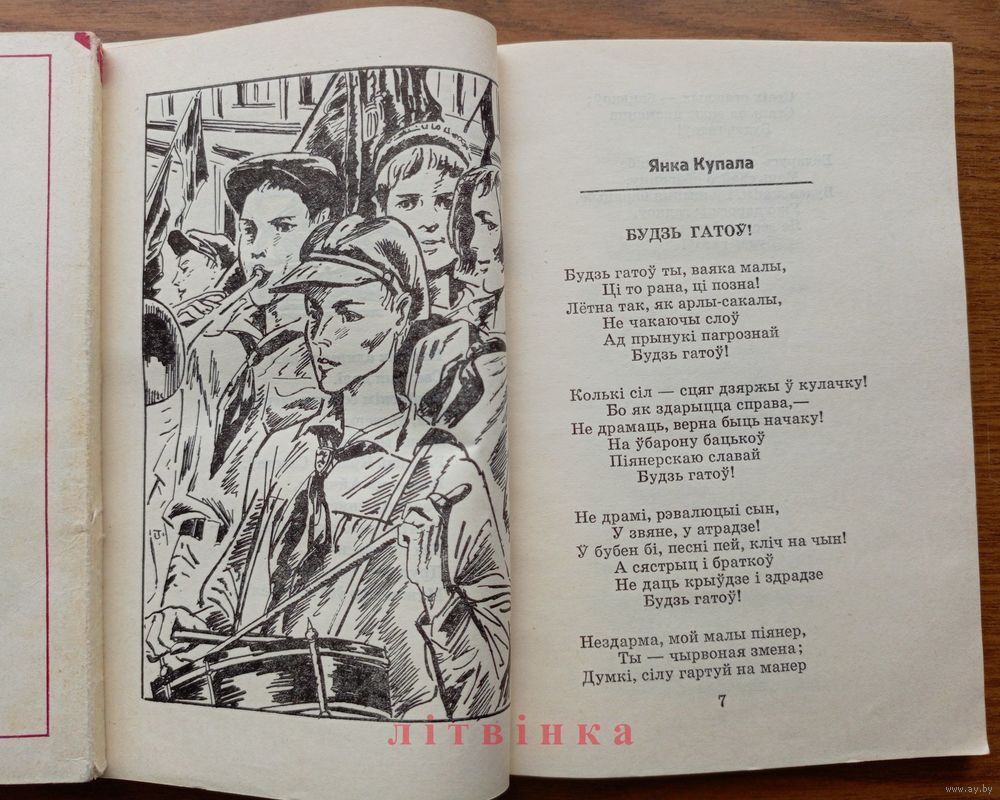 Янка Купала
БУДЗЬ ГАТОЎ!
Будзь гатоў ты, ваяка малы,
Ці то рана, ці позна!
Лётна так, як арлы-сакалы,
Не чакаючы слоў
Ад прынукі пагрознай
Будзь гатоў!
Колькі сіл — сцяг дзяржы ў кулачку!
Бо як здарыцца справа,—
Не драмаць, верна быць начаку!
На ўбарону бацькоў
Піянерскаю славай
Будзь гатоў!
Не драмі, рэвалюцыі сын,
У звяне, у атрадзе!
У бубен бі, песні пей, кліч на чын!
А сястрыц і браткоў
Не даць крыўдзе і здрадзе
Будзь гатоў!
Нездарма, мой малы піянер,
Ты — чырвоная змена;
Думкі, сілу гартуй на манер
7
літвінка
www.ay.by